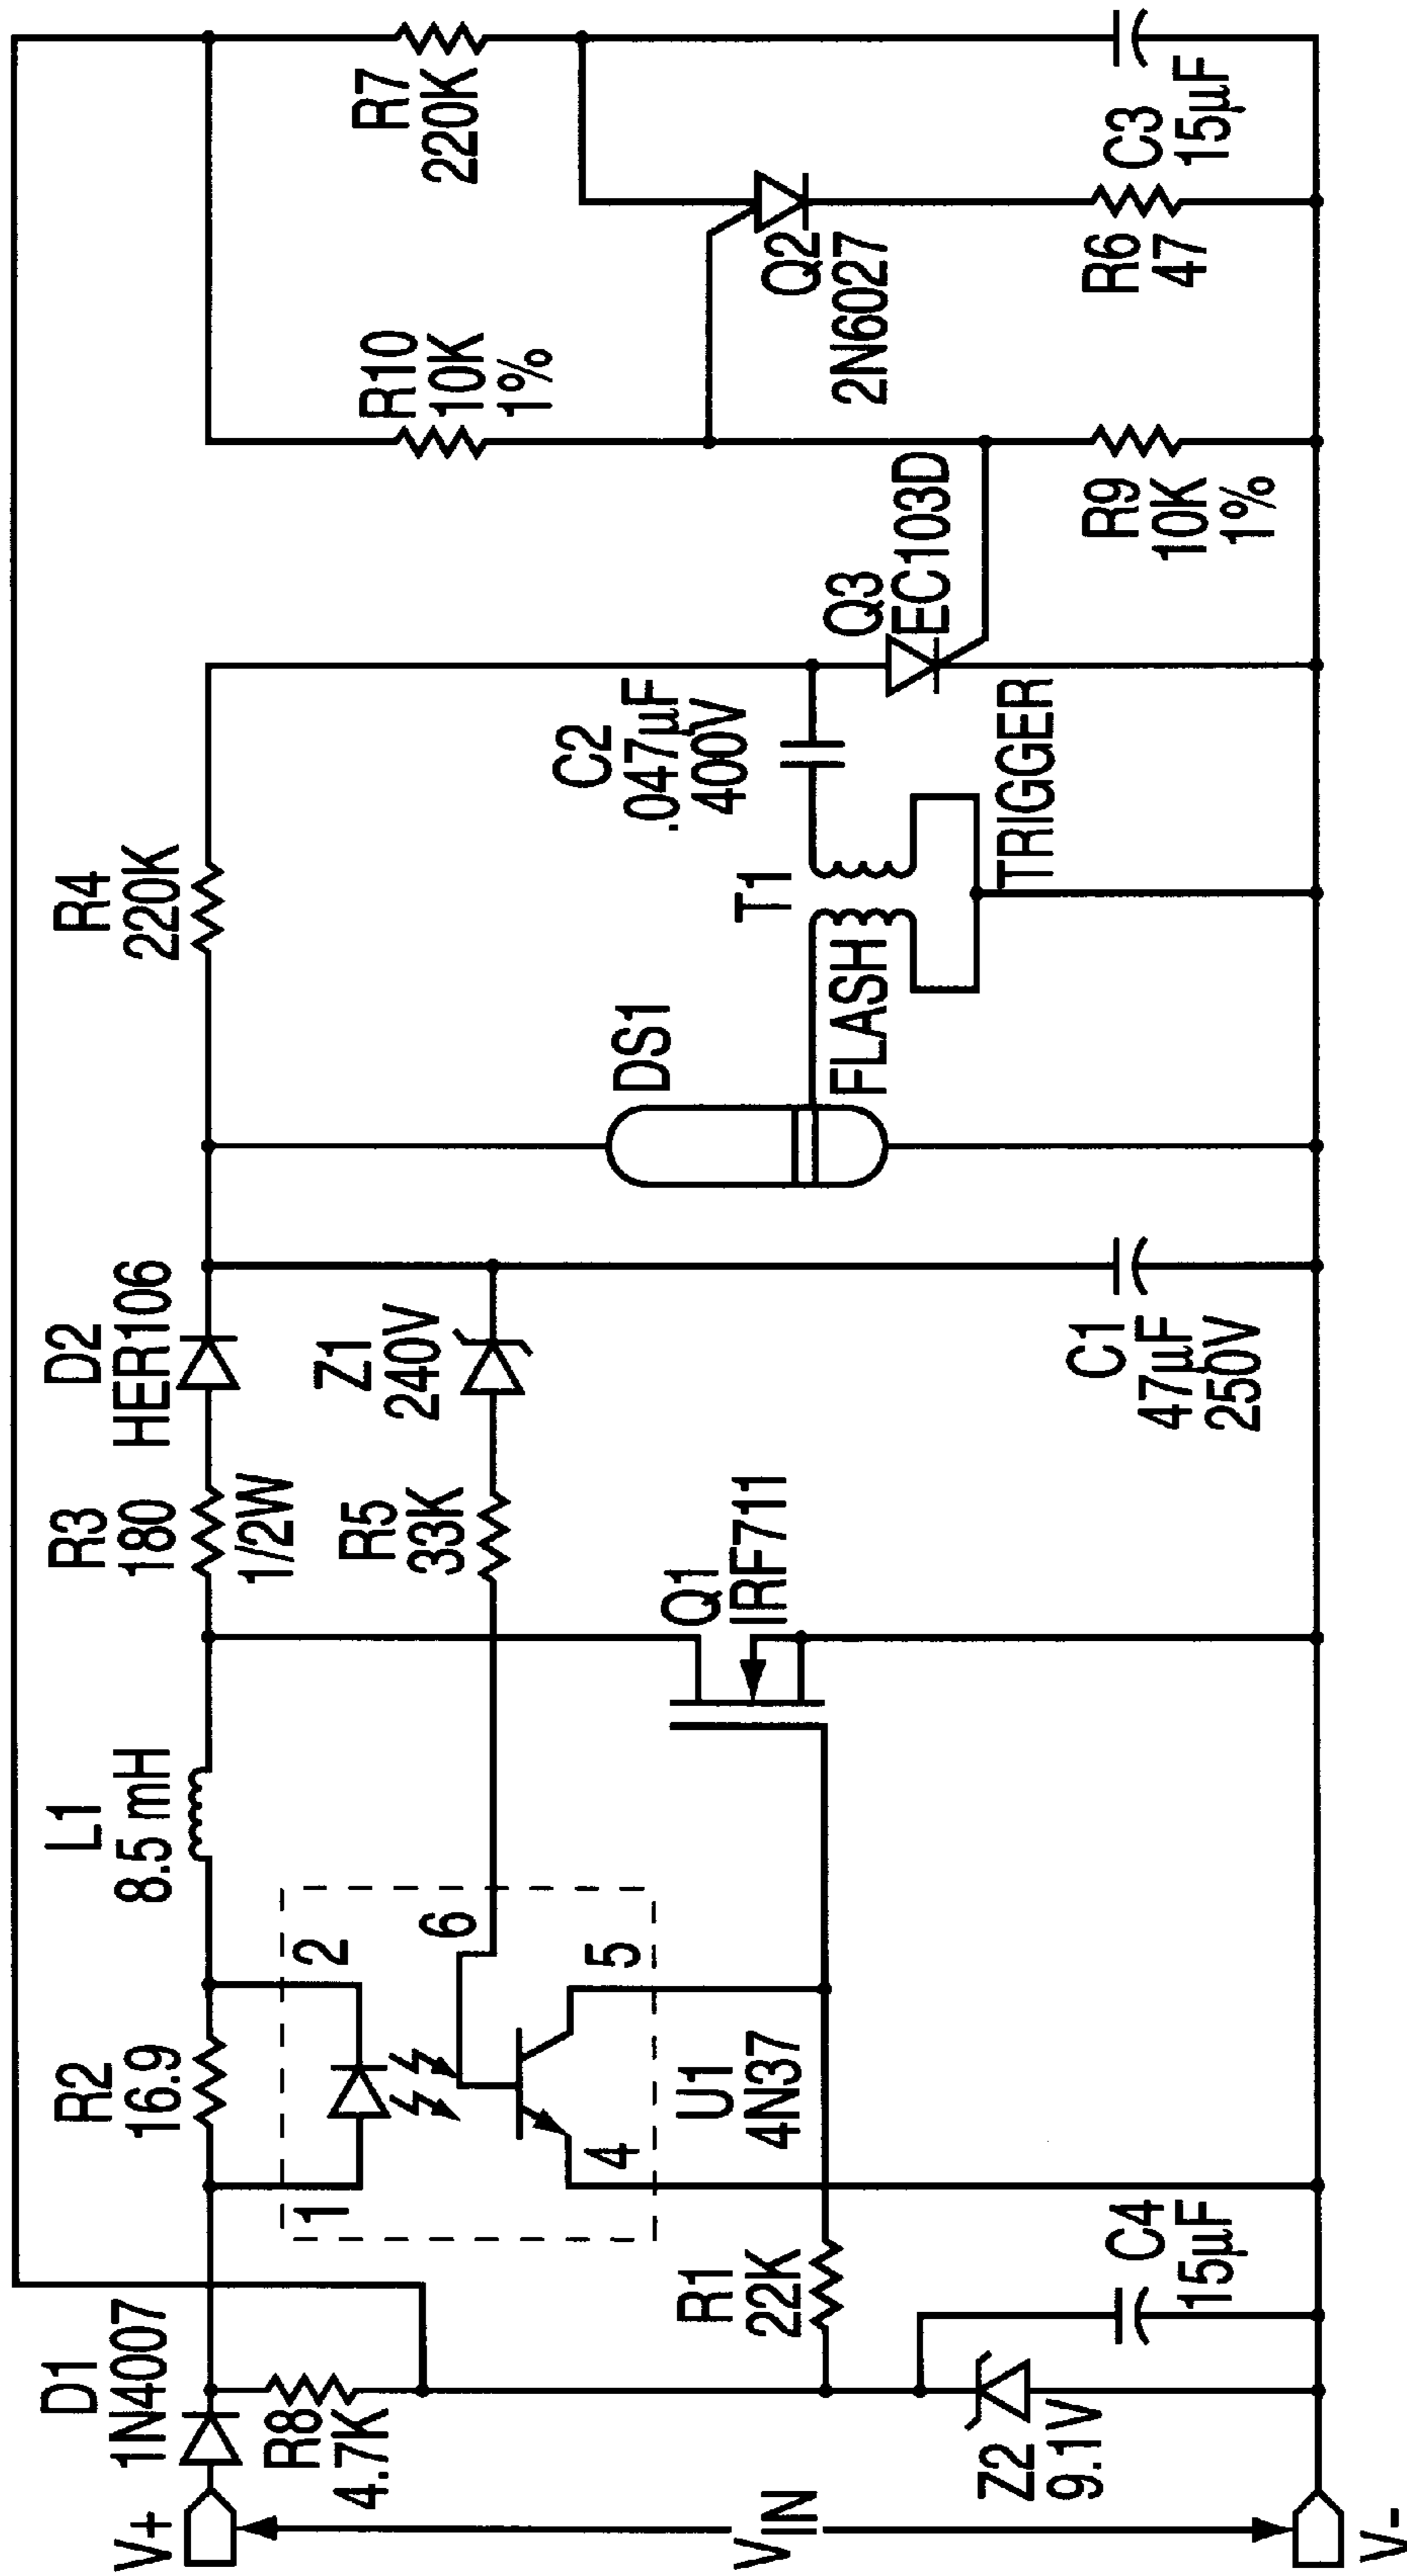 V+
VIN
V-
D1
1N4007
R8
4.7K
Z2
9.1V
C4
15µF
R1
22K
R2
16.9
1
2
6
5
4
U1
4N37
L1
8.5 mH
Q1
IRF711
R3
180
1/2W
R5
33K
D2
HER106
Z1
240V
C1
47µF
250V
DS1
FLASH
T1
TRIGGER
R4
220K
C2
.047µF
400V
Q3
EC103D
R10
10K
1%
R9
10K
1%
Q2
2N6027
R6
47
R7
220K
C3
15µF